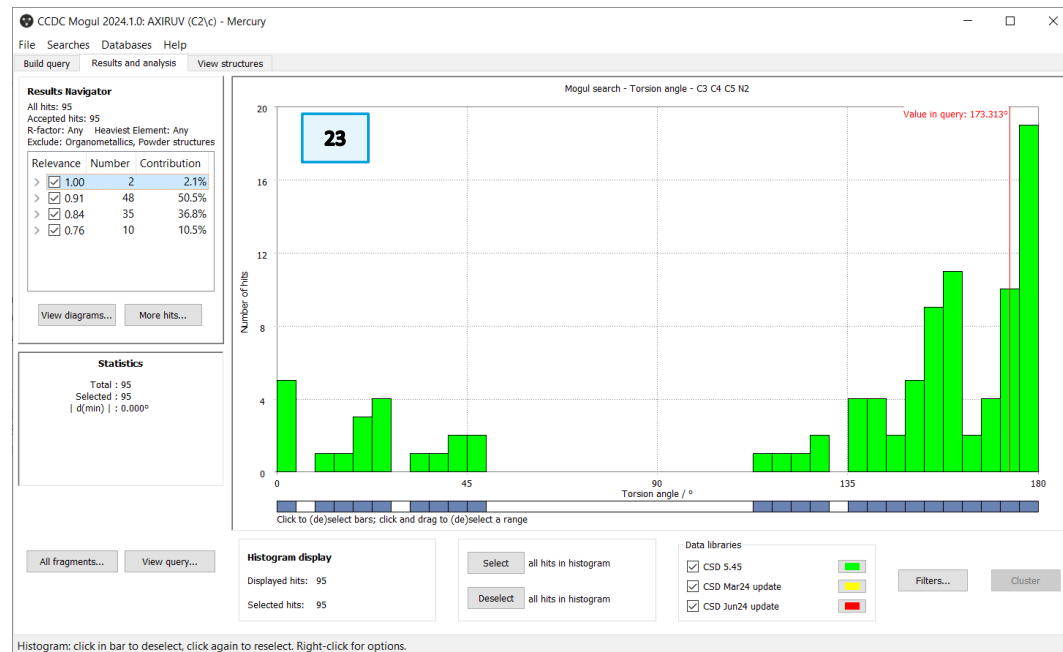 CCDC Mogul 2024.1.0: AXIRUV (C2\c) - Mercury
File Searches Databases Help
Build query Results and analysis View structures
Results Navigator
All hits: 95
Accepted hits: 95
R-factor: Any Heaviest Element: Any
Exclude: Organometallics, Powder structures
Relevance Number Contribution
1.00 2 2.1%
0.91 48 50.5%
0.84 35 36.8%
0.76 10 10.5%
View diagrams... More hits...
Statistics
Total : 95
Selected : 95
| d(min) | : 0.000º
Mogul search - Torsion angle - C3 C4 C5 N2
23
Value in query: 173.313º
Number of hits
20
16
12
8
4
0
0 45 90 135 180
Torsion angle / º
Click to (de)select bars; click and drag to (de)select a range
All fragments... View query...
Histogram display
Displayed hits: 95
Selected hits: 95
Select all hits in histogram
Deselect all hits in histogram
Data libraries
CSD 5.45
CSD Mar24 update
CSD Jun24 update
Filters... Cluster
Histogram: click in bar to deselect, click again to reselect. Right-click for options.